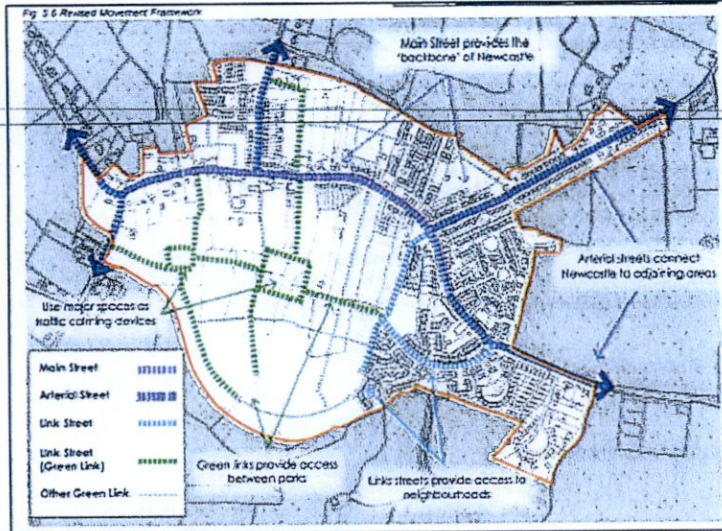 Fig 5.6 Revised Movement Framework
Main Street provides the
'backbone' of Newcastle
Arterial streets connect
Newcastle to adjoining areas
Use major spaces as
traffic calming devices
Main Street
Arterial Street
Link Street
Link Street
(Green Link)
Other Green Link
Green links provide access
between parks
Links streets provide access to
neighbourhoods